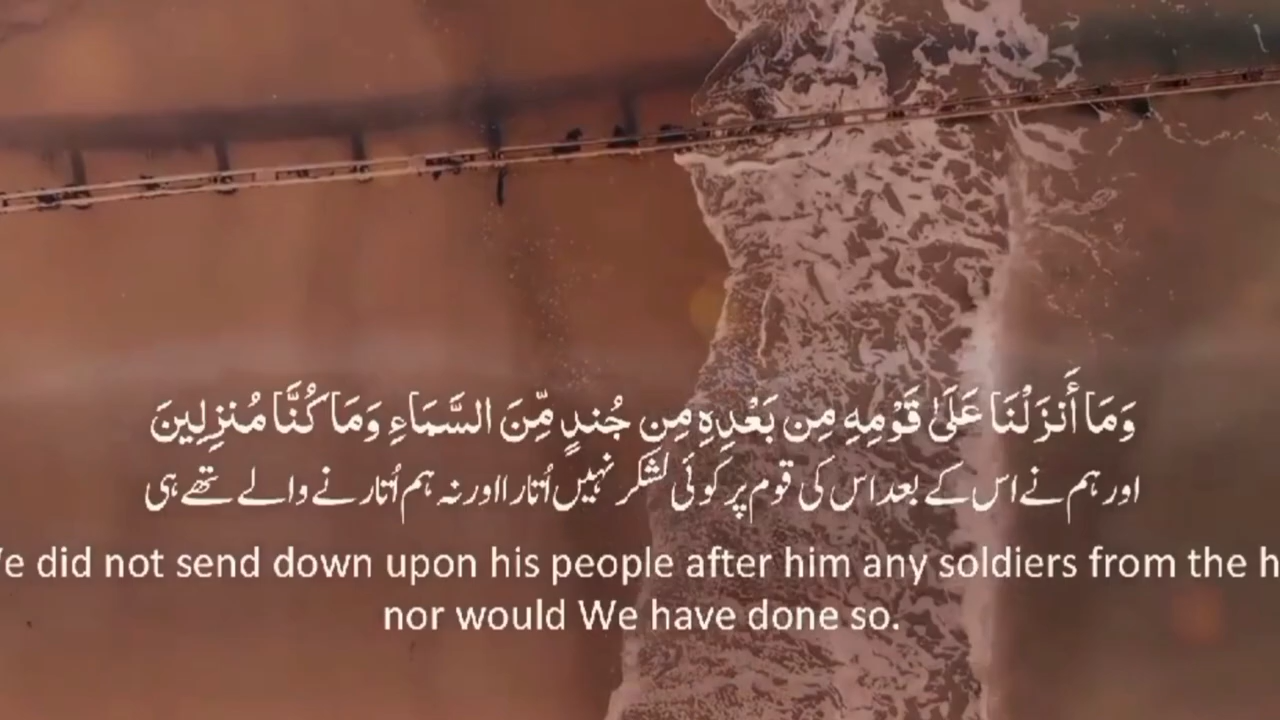 وَمَا أَنزَلْنَا عَلَىٰ قَوْمِهِ مِن بَعْدِهِ مِن جُندٍ مِّنَ السَّمَاءِ وَمَا كُنَّا مُنزِلِينَ
اور ہم نے اس کے بعد اس کی قوم پر کوئی لشکر نہیں اُتارا اور نہ ہم اُتارنے والے تھے ہی
e did not send down upon his people after him any soldiers from the h
nor would We have done so.